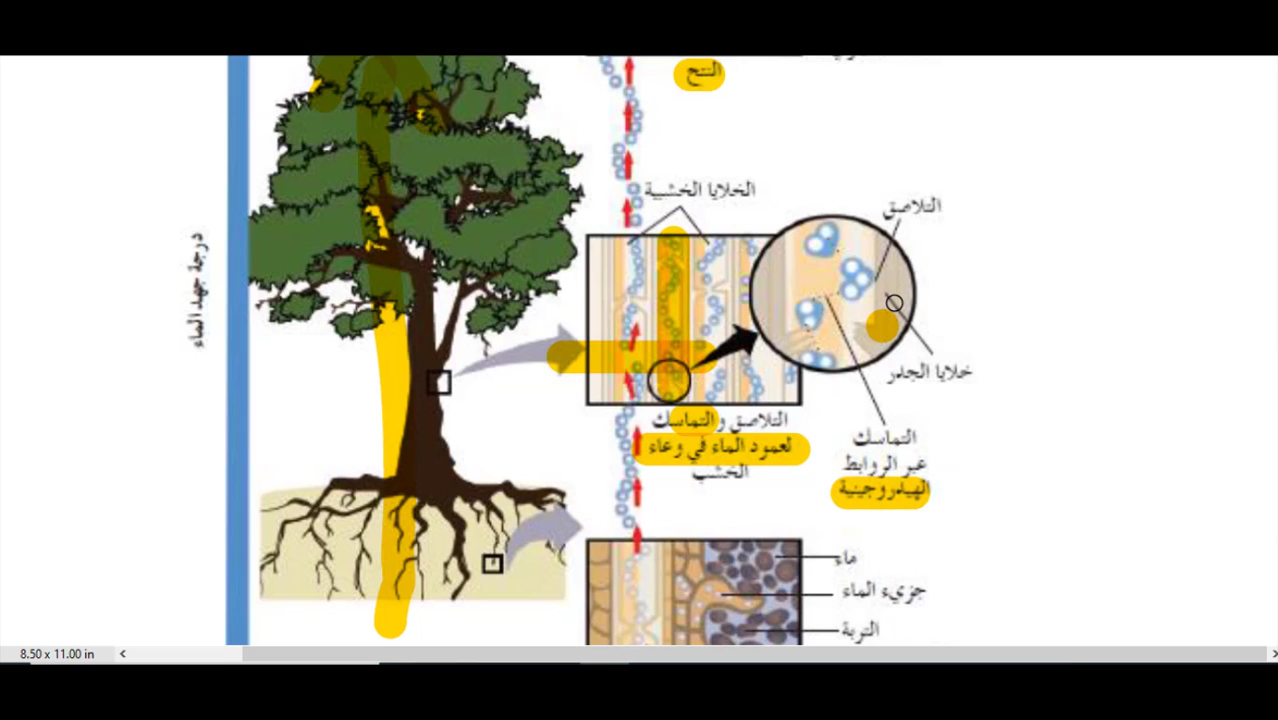 النتح
الخلايا الخشبية
التلاصق
درجة جهد الماء
خلايا الجدر
التلاصق والتماسك
لعمود الماء في وعاء
الخشب
التماسك
عبر الروابط
الهيدروجينية
ماء
جزيء الماء
التربة
8.50 x 11.00 in